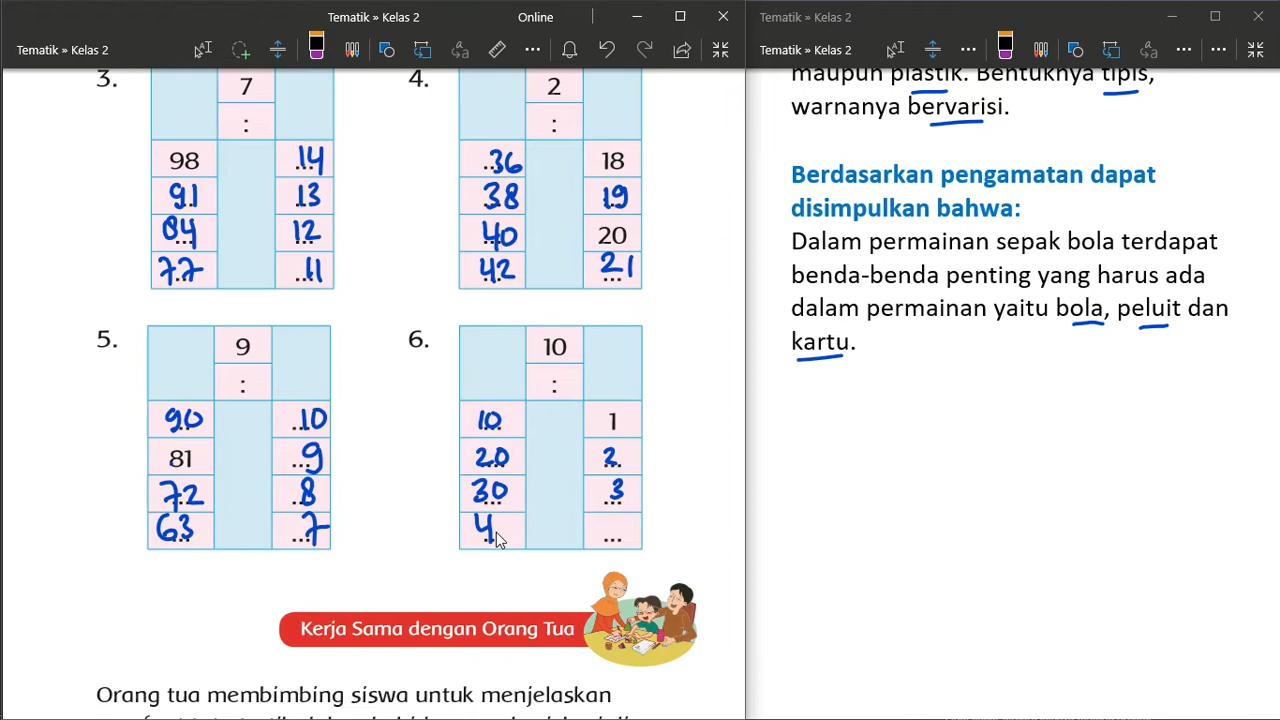 Tematik » Kelas 2
Online
Tematik » Kelas 2
Tematik » Kelas 2
Tematik » Kelas 2
3.
7
:
98 ...14
91 13
84 12
77 ...11
4.
2
:
...36 18
38 19
40 20
42 21
5.
9
:
90 ...10
81 ...9
72 ...8
63 ...7
6.
10
:
10 1
20 2
30 3
4 ...
Kerja Sama dengan Orang Tua
Orang tua membimbing siswa untuk menjelaskan
maupun plastik. Bentuknya tipis,
warnanya bervarisi.
Berdasarkan pengamatan dapat
disimpulkan bahwa:
Dalam permainan sepak bola terdapat
benda-benda penting yang harus ada
dalam permainan yaitu bola, peluit dan
kartu.